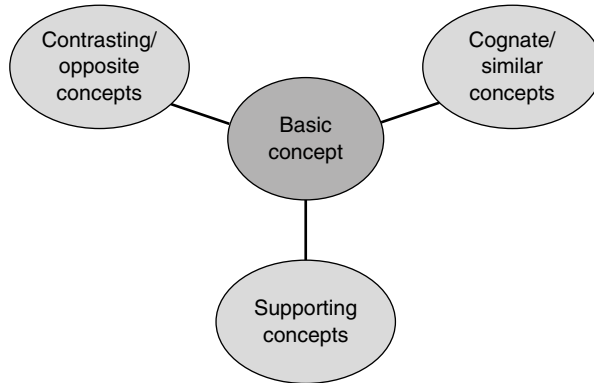 Contrasting/
opposite
concepts
Cognate/
similar
concepts
Basic
concept
Supporting
concepts